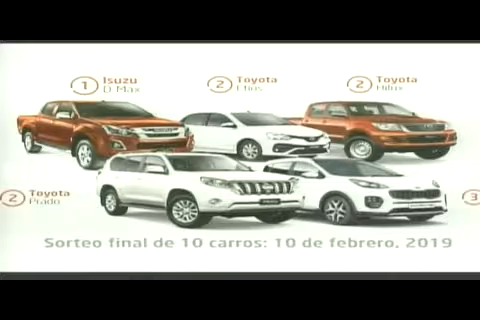 1 Isuzu
D Max
2 Toyota
Etios
2 Toyota
Hilux
2 Toyota
Prado
3
Sorteo final de 10 carros: 10 de febrero, 2019